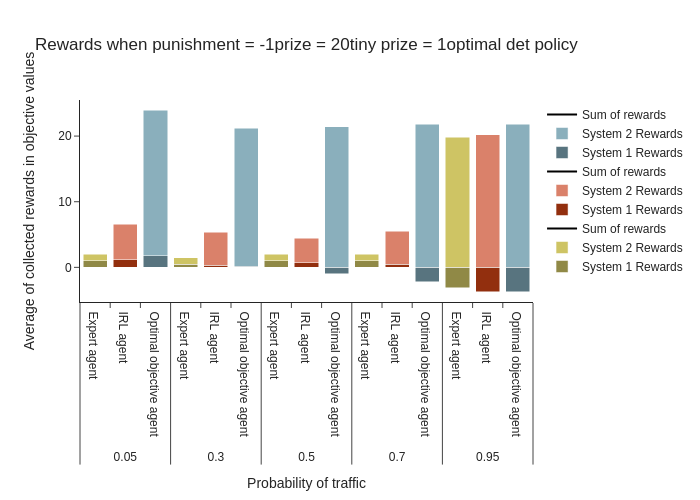 Rewards when punishment = -1prize = 20tiny prize = 1optimal det policy
Average of collected rewards in objective values
20
10
0
Sum of rewards
System 2 Rewards
System 1 Rewards
Sum of rewards
System 2 Rewards
System 1 Rewards
Sum of rewards
System 2 Rewards
System 1 Rewards
Expert agent
IRL agent
Optimal objective agent
Expert agent
IRL agent
Optimal objective agent
Expert agent
IRL agent
Optimal objective agent
Expert agent
IRL agent
Optimal objective agent
Expert agent
IRL agent
Optimal objective agent
0.05
0.3
0.5
0.7
0.95
Probability of traffic